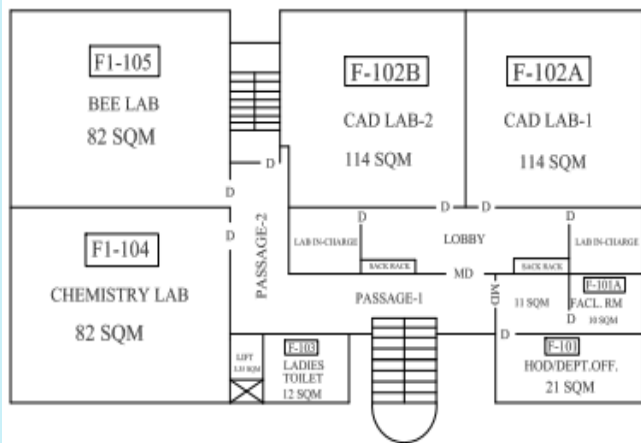 F1-105
BEE LAB
82 SQM
F-102B
CAD LAB-2
114 SQM
F-102A
CAD LAB-1
114 SQM
D
D
D
D
D
F1-104
CHEMISTRY LAB
82 SQM
PASSAGE-2
LAB IN-CHARGE
D
LOBBY
D
LAB IN-CHARGE
SACK RACK
MD
SACK RACK
PASSAGE-1
MD
11 SQM
F-101A
FACL. RM
10 SQM
D
D
LIFT
SQM
F-103
LADIES
TOILET
12 SQM
F-101
HOD/DEPT.OFF.
21 SQM